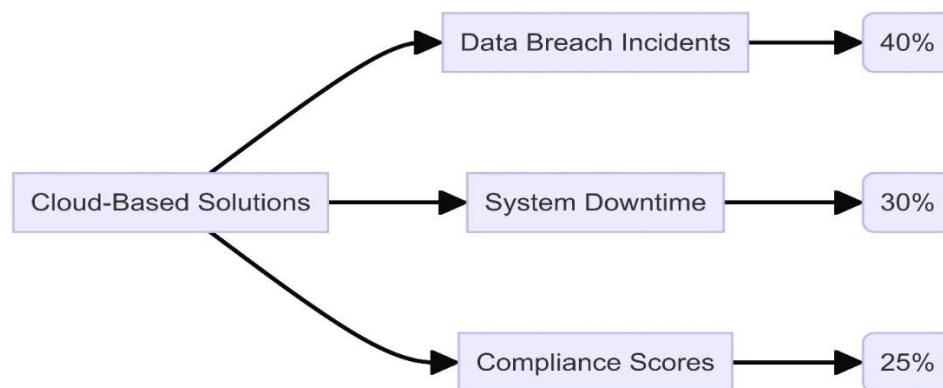 Data Breach Incidents
40%
Cloud-Based Solutions
System Downtime
30%
Compliance Scores
25%